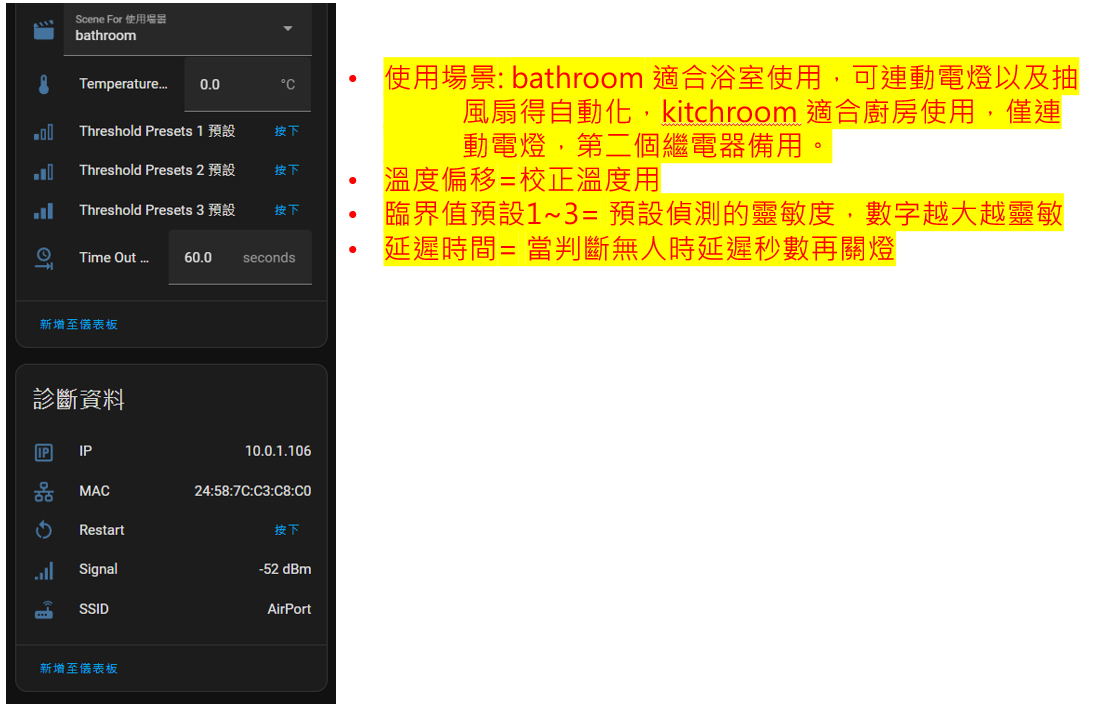 Scene For 使用場景
bathroom
Temperature... 0.0 °C
Threshold Presets 1 預設 按下
Threshold Presets 2 預設 按下
Threshold Presets 3 預設 按下
Time Out ... 60.0 seconds
新增至儀表板
診斷資料
IP 10.0.1.106
MAC 24:58:7C:C3:C8:C0
Restart 按下
Signal -52 dBm
SSID AirPort
新增至儀表板
• 使用場景: bathroom 適合浴室使用，可連動電燈以及抽
風扇得自動化，kitchroom 適合廚房使用，僅連
動電燈，第二個繼電器備用。
• 溫度偏移=校正溫度用
• 臨界值預設1~3= 預設偵測的靈敏度，數字越大越靈敏
• 延遲時間= 當判斷無人時延遲秒數再關燈